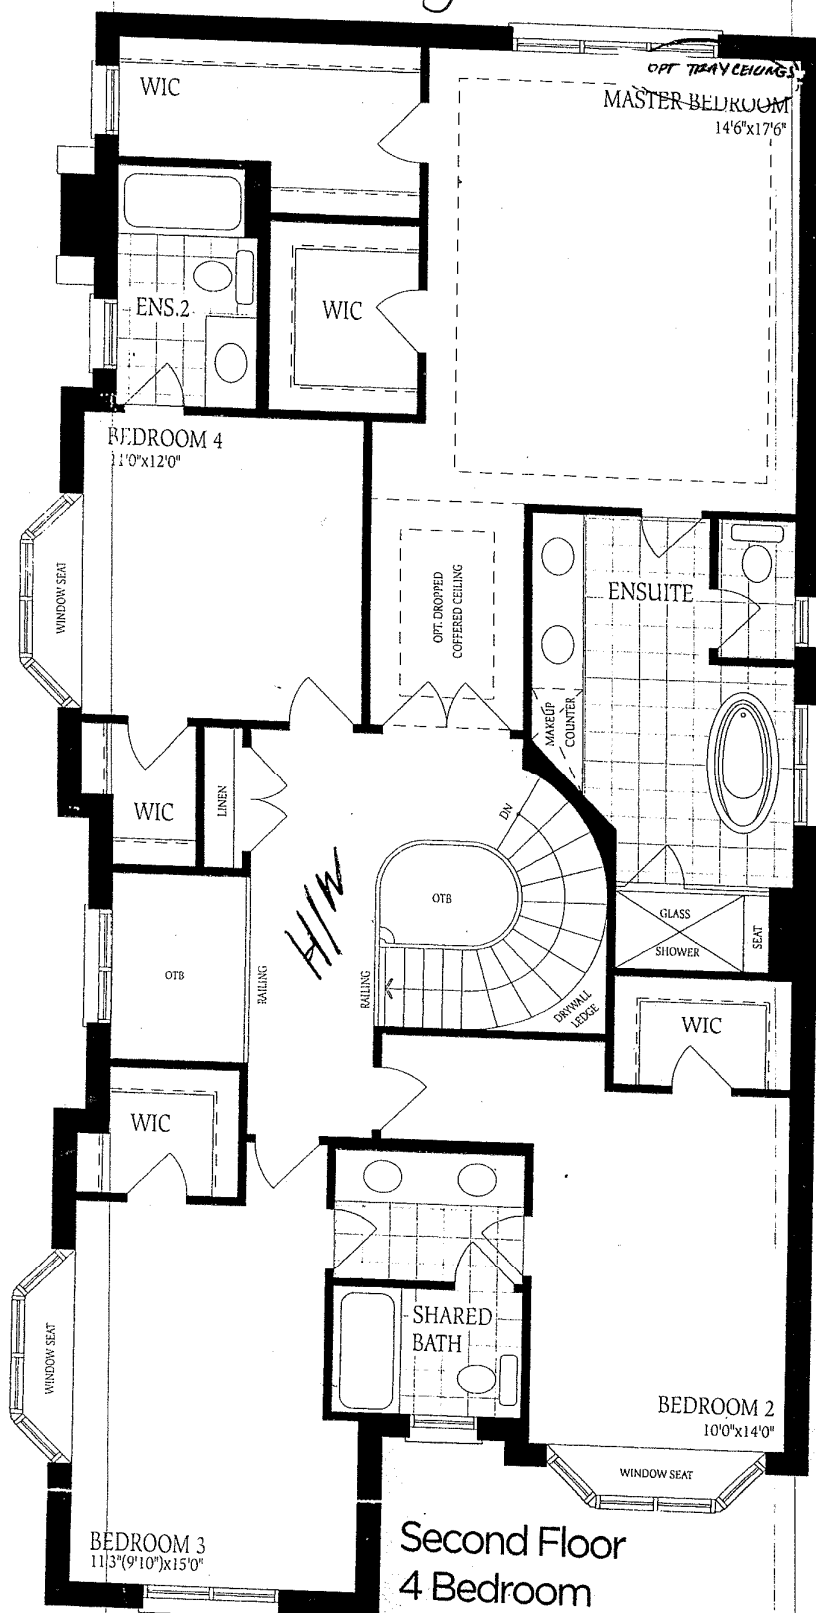 OPT TRAY CEILINGS
WIC
MASTER BEDROOM
14'6"x17'6"
ENS.2
WIC
BEDROOM 4
11'0"x12'0"
WINDOW SEAT
OPT. DROPPED
COFFERED CEILING
ENSUITE
MAKEUP
COUNTER
WIC
LINEN
DN
H/W
OTB
GLASS
SHOWER
SEAT
OTB
RAILING
RAILING
DRYWALL
LEDGE
WIC
WIC
SHARED
BATH
WINDOW SEAT
BEDROOM 2
10'0"x14'0"
WINDOW SEAT
BEDROOM 3
11'3"(9'10")x15'0"
Second Floor
4 Bedroom